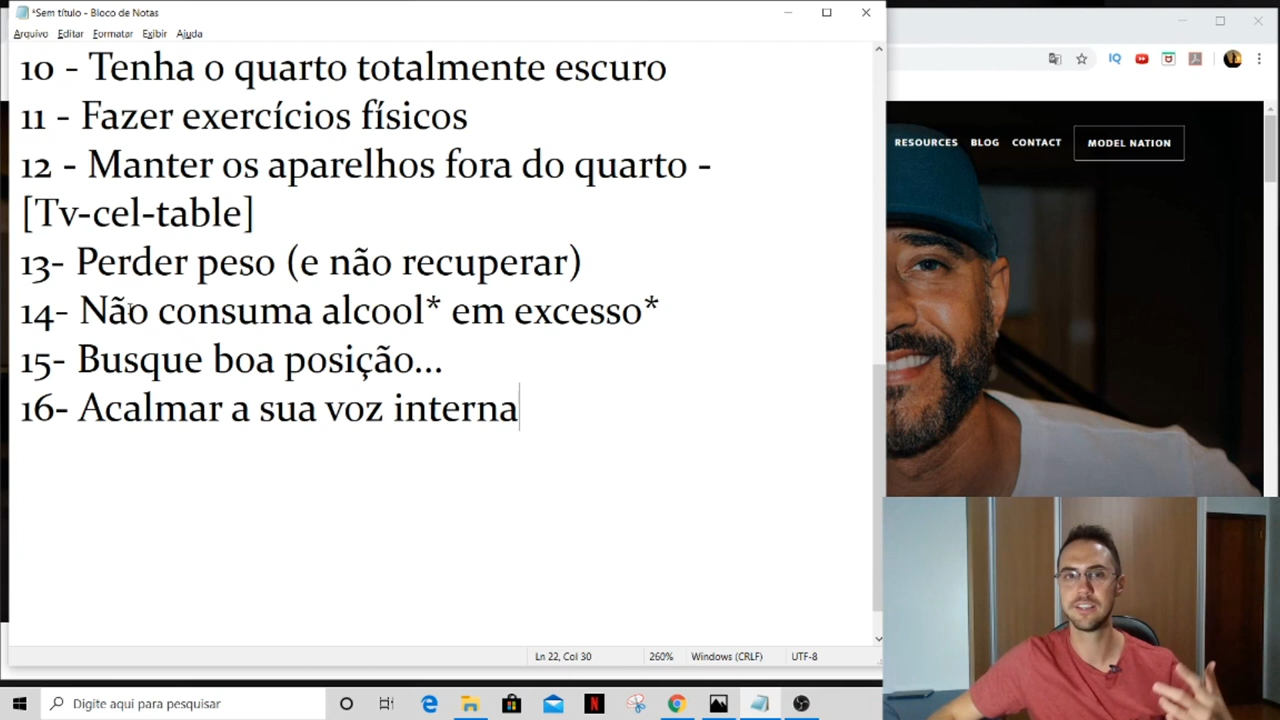 *Sem título - Bloco de Notas
Arquivo Editar Formatar Exibir Ajuda
10 - Tenha o quarto totalmente escuro
11 - Fazer exercícios físicos
12 - Manter os aparelhos fora do quarto -
[Tv-cel-table]
13- Perder peso (e não recuperar)
14- Não consuma alcool* em excesso*
15- Busque boa posição...
16- Acalmar a sua voz interna
Ln 22, Col 30 260% Windows (CRLF) UTF-8
IQ
RESOURCES BLOG CONTACT MODEL NATION
Digite aqui para pesquisar